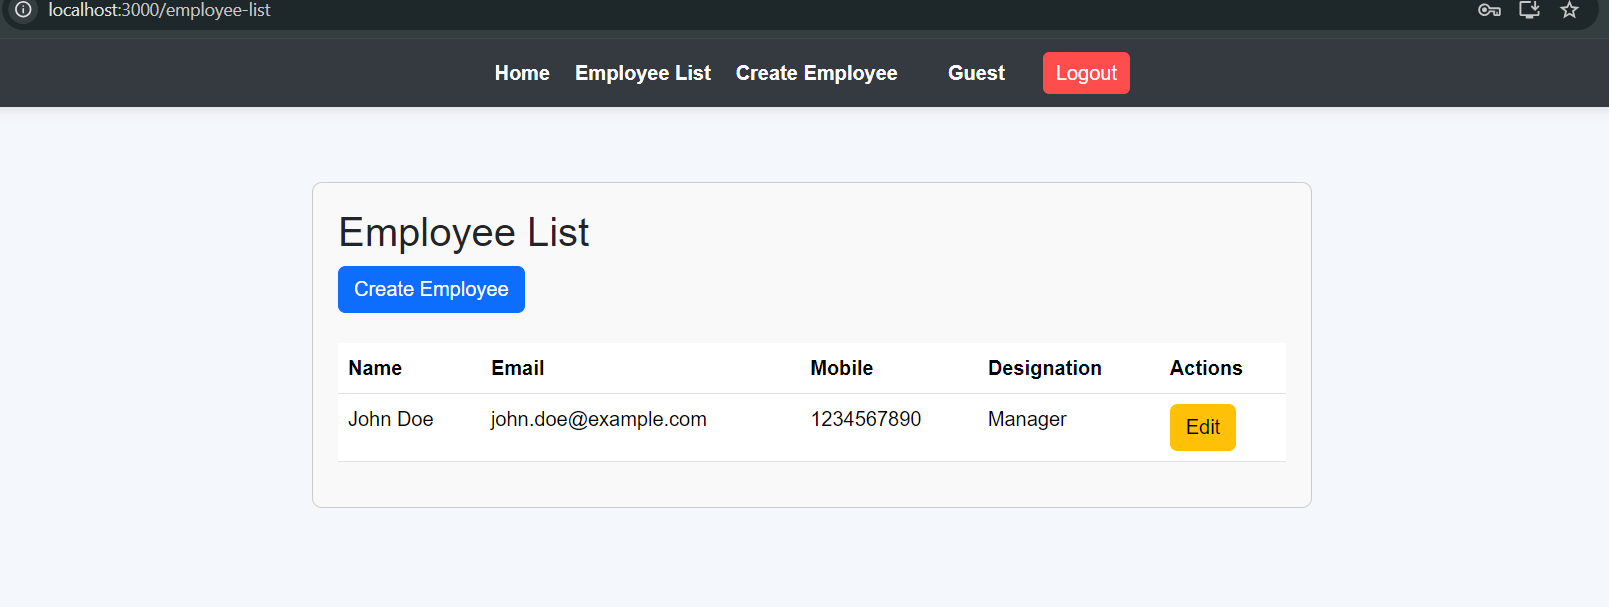 localhost:3000/employee-list
Home Employee List Create Employee Guest Logout
Employee List
Create Employee
Name Email Mobile Designation Actions
John Doe john.doe@example.com 1234567890 Manager Edit